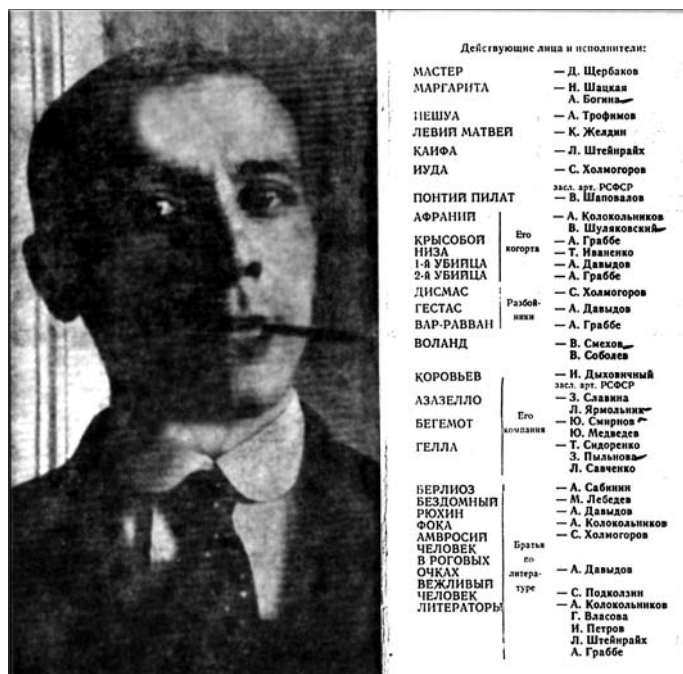 Действующие лица и исполнители:
МАСТЕР — Д. Щербаков
МАРГАРИТА — Н. Шацкая
А. Богина
ИЕШУА — А. Трофимов
ЛЕВИЙ МАТВЕЙ — К. Желдин
КАИФА — Л. Штейнрайх
ИУДА — С. Холмогоров
засл. арт. РСФСР
ПОНТИЙ ПИЛАТ — В. Шаповалов
АФРАНИЙ — А. Колокольников
Его В. Шуляковский
КРЫСОБОЙ когорта — А. Граббе
НИЗА — Т. Иваненко
1-й УБИЙЦА — А. Давыдов
2-й УБИЙЦА — А. Граббе
ДИСМАС — С. Холмогоров
ГЕСТАС Разбой- — А. Давыдов
ВАР-РАВВАН ники — А. Граббе
ВОЛАНД — В. Смехов
В. Соболев
КОРОВЬЕВ — И. Дыховичный
засл. арт. РСФСР
АЗАЗЕЛЛО — З. Славина
Л. Ярмольник
БЕГЕМОТ Его — Ю. Смирнов
компания Ю. Медведев
ГЕЛЛА — Т. Сидоренко
З. Пыльнова
Л. Савченко
БЕРЛИОЗ — А. Сабинин
БЕЗДОМНЫЙ — М. Лебедев
РЮХИН — А. Давыдов
ФОКА — А. Колокольников
АМВРОСИЙ — С. Холмогоров
ЧЕЛОВЕК Братья
В РОГОВЫХ по
ОЧКАХ литера- — А. Давыдов
ВЕЖЛИВЫЙ туре
ЧЕЛОВЕК — С. Подколзин
ЛИТЕРАТОРЫ — А. Колокольников
Г. Власова
И. Петров
Л. Штейнрайх
А. Граббе